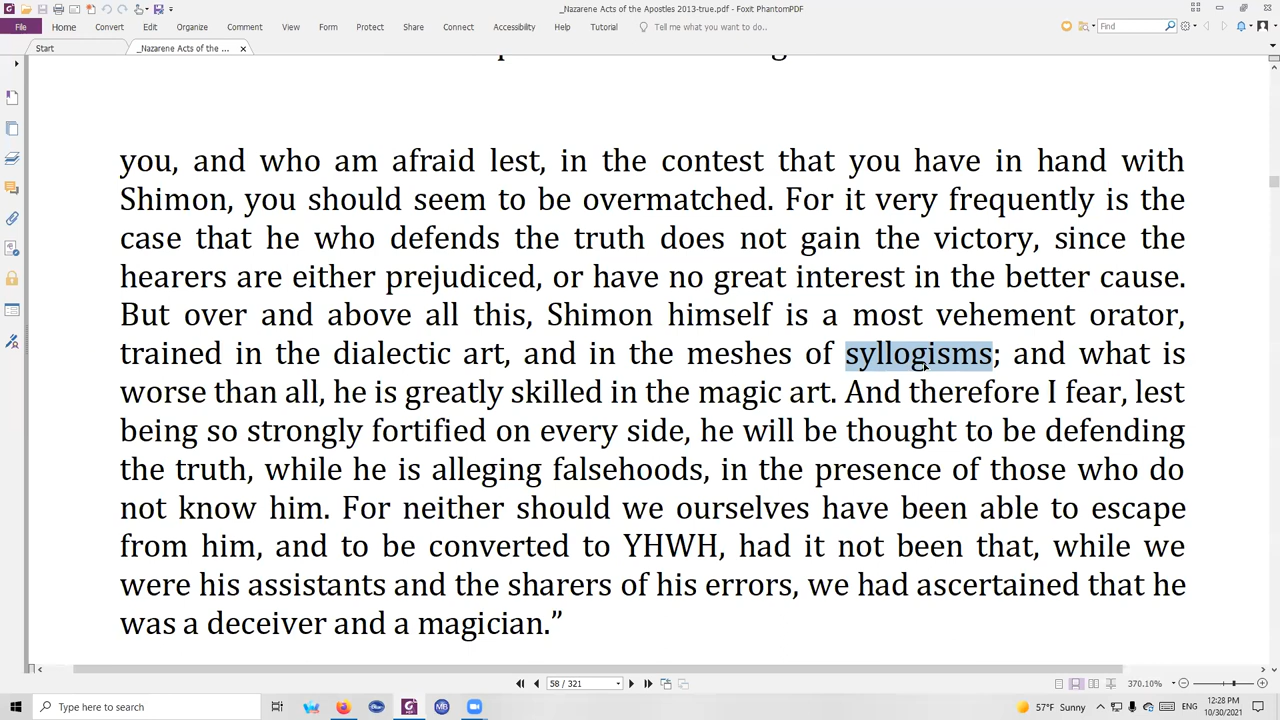 _Nazarene Acts of the Apostles 2013-true.pdf - Foxit PhantomPDF
File Home Convert Edit Organize Comment View Form Protect Share Connect Accessibility Help Tutorial Tell me what you want to do.. Find
Start _Nazarene Acts of the ...
you, and who am afraid lest, in the contest that you have in hand with
Shimon, you should seem to be overmatched. For it very frequently is the
case that he who defends the truth does not gain the victory, since the
hearers are either prejudiced, or have no great interest in the better cause.
But over and above all this, Shimon himself is a most vehement orator,
trained in the dialectic art, and in the meshes of syllogisms; and what is
worse than all, he is greatly skilled in the magic art. And therefore I fear, lest
being so strongly fortified on every side, he will be thought to be defending
the truth, while he is alleging falsehoods, in the presence of those who do
not know him. For neither should we ourselves have been able to escape
from him, and to be converted to YHWH, had it not been that, while we
were his assistants and the sharers of his errors, we had ascertained that he
was a deceiver and a magician.”
58 / 321 370.10%
Type here to search MB 57°F Sunny ENG 12:28 PM
10/30/2021